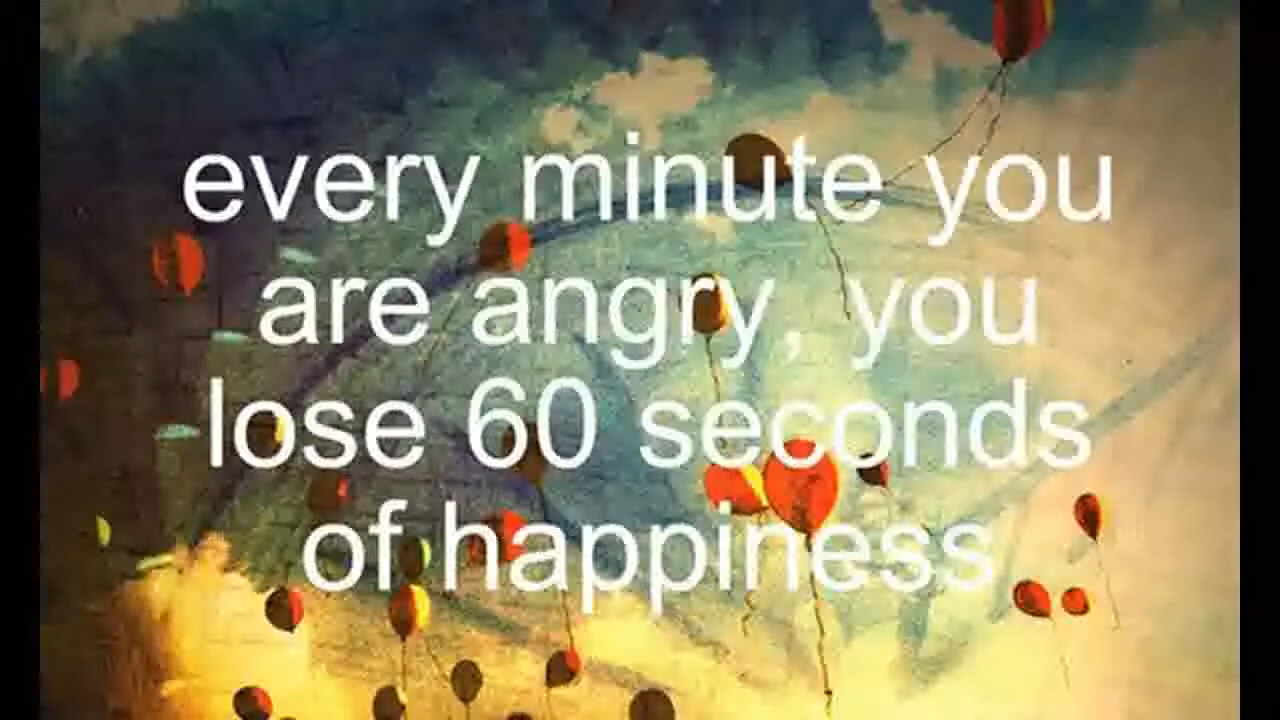 every minute you
are angry, you
lose 60 seconds
of happiness